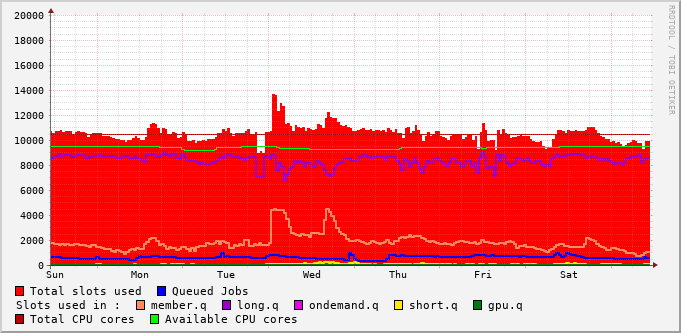 20000
18000
16000
14000
12000
10000
8000
6000
4000
2000
0
Sun Mon Tue Wed Thu Fri Sat
RRDTOOL / TOBI OETIKER
Total slots used Queued Jobs
Slots used in : member.q long.q ondemand.q short.q gpu.q
Total CPU cores Available CPU cores